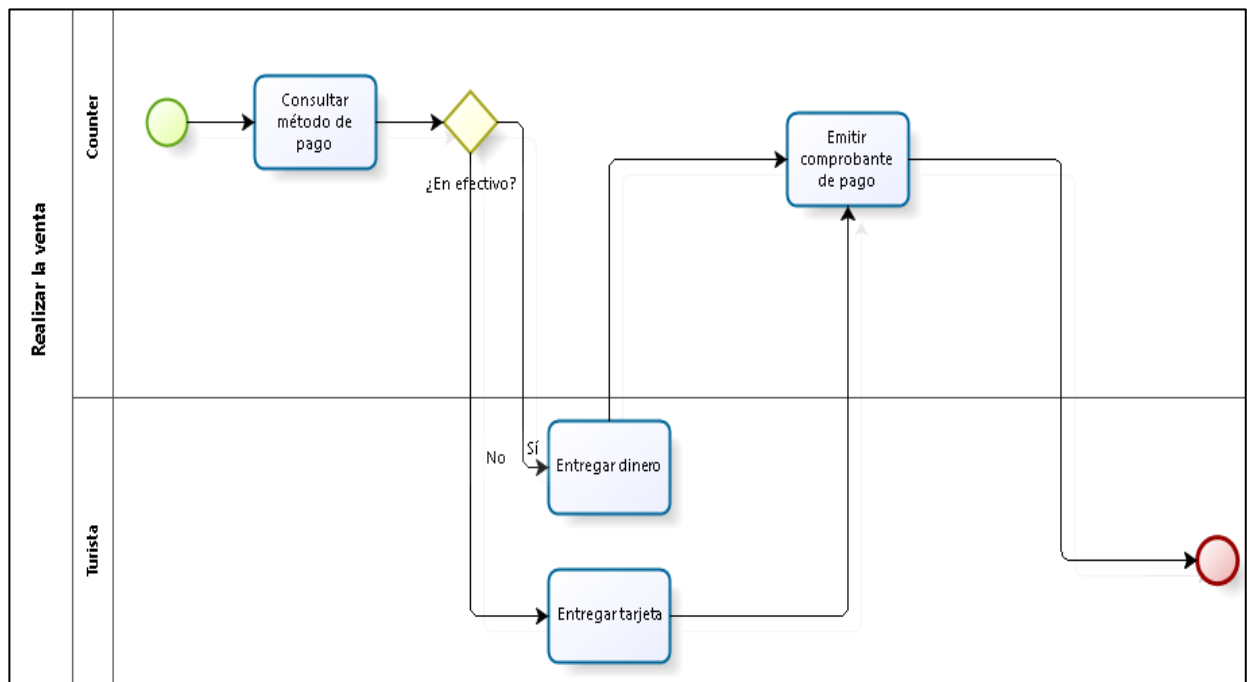 Realizar la venta
Counter
Consultar
método de
pago
¿En efectivo?
Emitir
comprobante
de pago
Turista
No
Sí
Entregar dinero
Entregar tarjeta